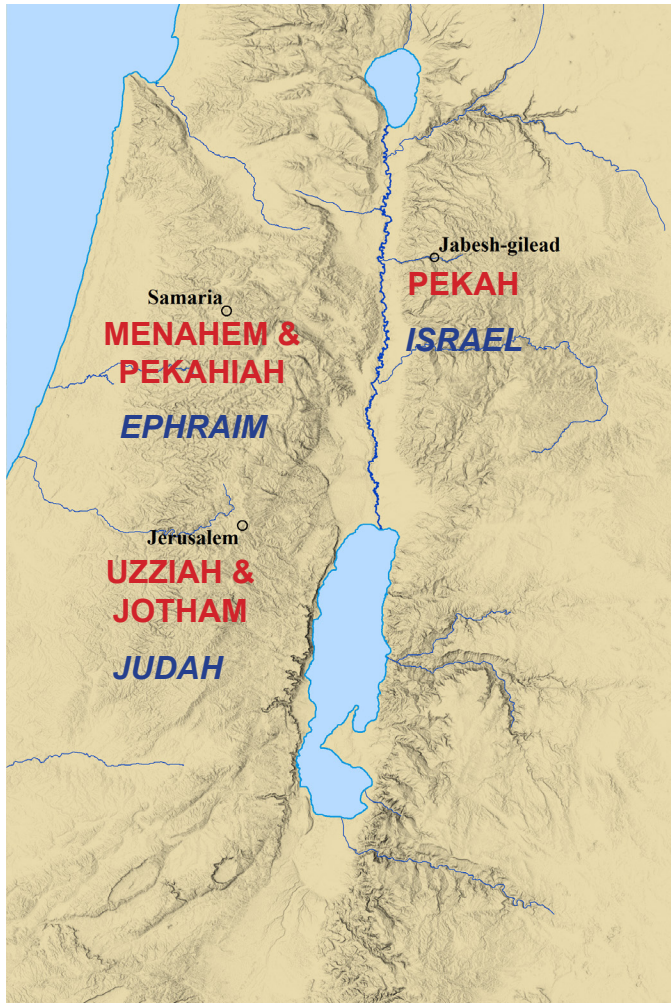 Jabesh-gilead
PEKAH
ISRAEL
Samaria
MENAHEM &
PEKAHIAH
EPHRAIM
Jerusalem
UZZIAH &
JOTHAM
JUDAH